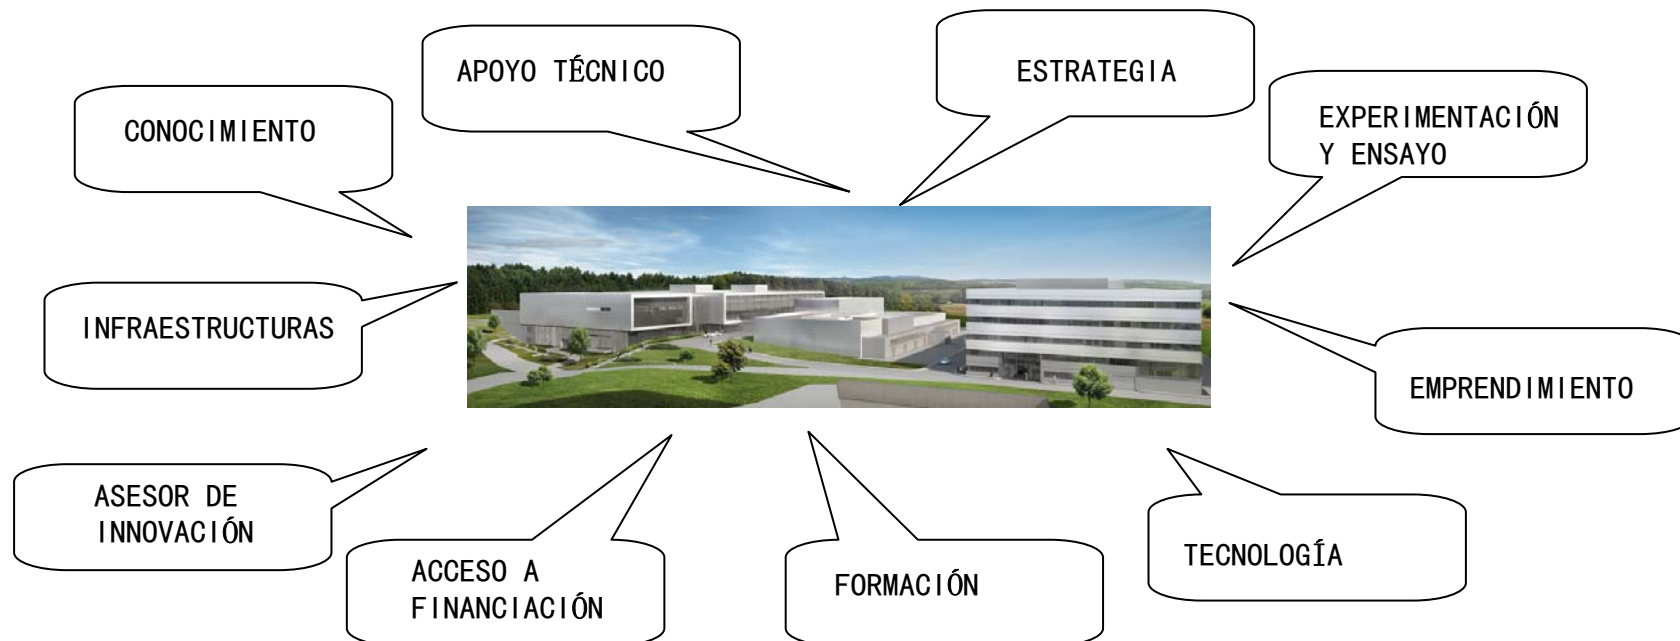 APOYO TÉCNICO
ESTRATEGIA
CONOCIMIENTO
EXPERIMENTACIÓN
Y ENSAYO
INFRAESTRUCTURAS
EMPRENDIMIENTO
ASESOR DE
INNOVACIÓN
ACCESO A
FINANCIACIÓN
FORMACIÓN
TECNOLOGÍA